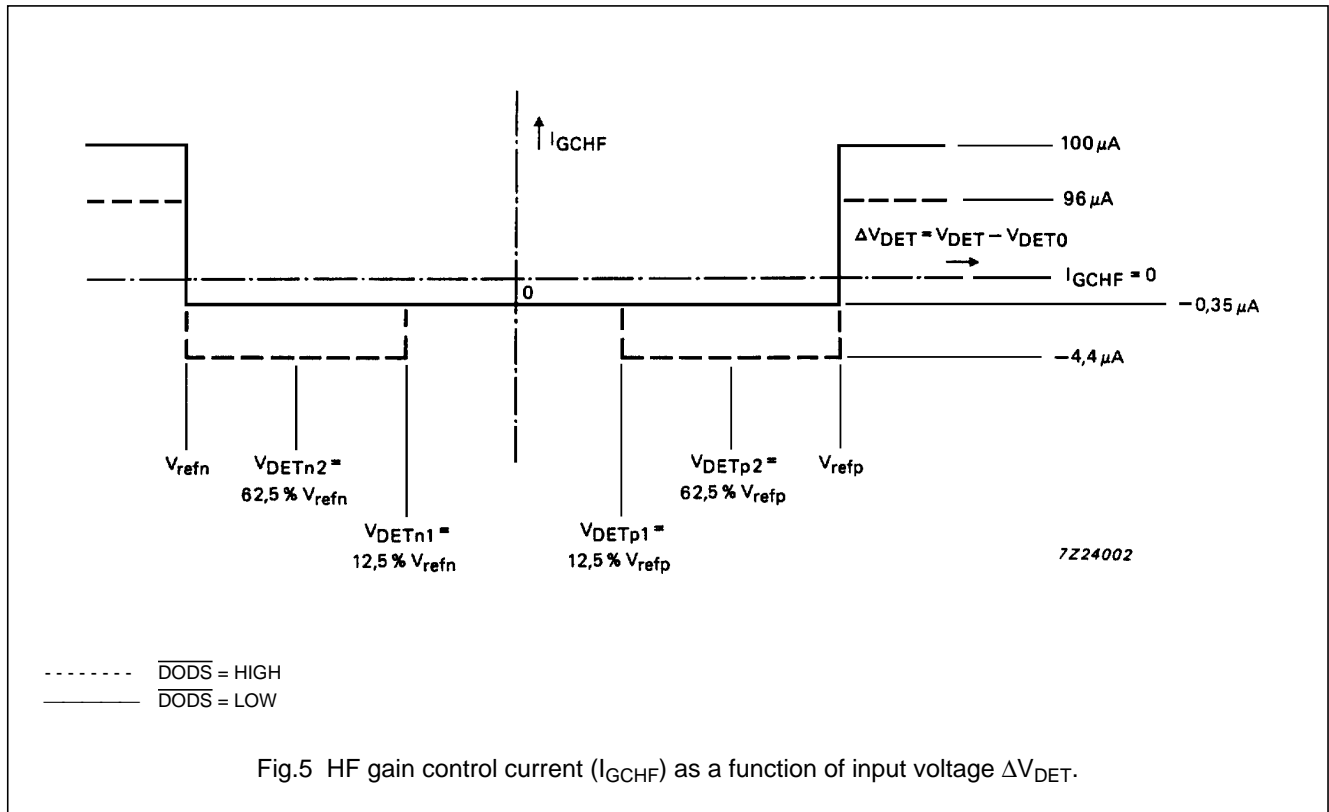 ↑ I_GCHF
100 µA
96 µA
ΔV_DET = V_DET − V_DET0
→
I_GCHF = 0
0
−0,35 µA
−4,4 µA
V_refn
V_DETn2 =
62,5 % V_refn
V_DETp2 =
62,5 % V_refp
V_refp
V_DETn1 =
12,5 % V_refn
V_DETp1 =
12,5 % V_refp
7Z24002
D̅O̅D̅S̅ = HIGH
D̅O̅D̅S̅ = LOW
Fig.5 HF gain control current (I_GCHF) as a function of input voltage ΔV_DET.